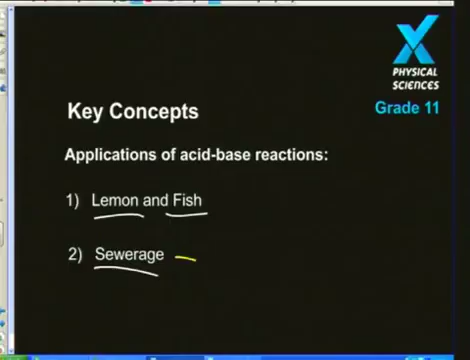 X
PHYSICAL
SCIENCES
Grade 11
Key Concepts
Applications of acid-base reactions:
1) Lemon and Fish
2) Sewerage